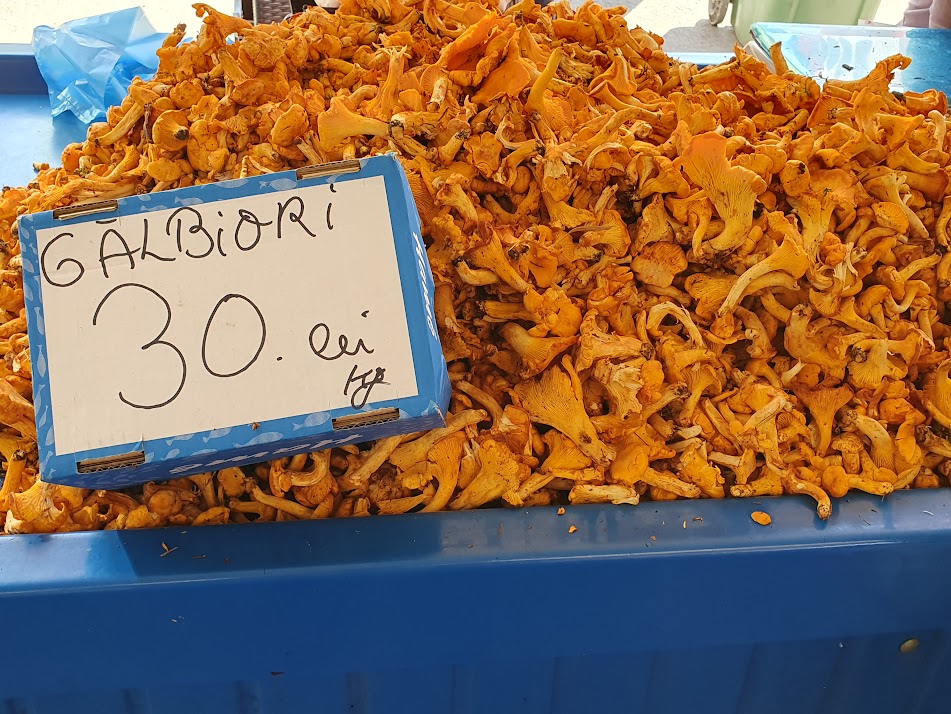 GĂLBIORI
30. lei
kg